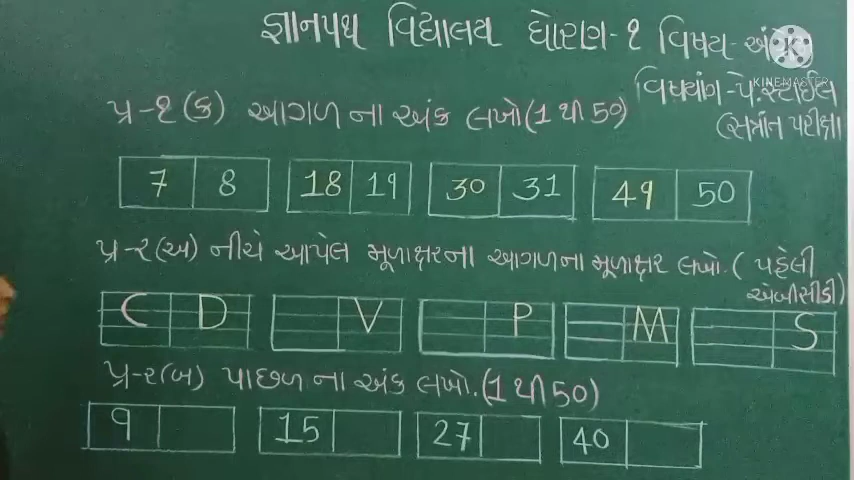 જ્ઞાનપથ વિદ્યાલય ધોરણ-૧ વિષય-
KINEMASTER
વિષયાંગ-પે.સ્ટાઈલ
(સત્રાંત પરીક્ષા
પ્ર-૧(ક) આગળ ના અંક લખો(1 થી 50)
7 8 18 19 30 31 49 50
પ્ર-૨(અ) નીચે આપેલ મૂળાક્ષરના આગળના મૂળાક્ષર લખો. ( પહેલી
એબીસીડી)
C D V P M S
પ્ર-૨(બ) પાછળ ના અંક લખો.(1 થી 50)
9 15 27 40